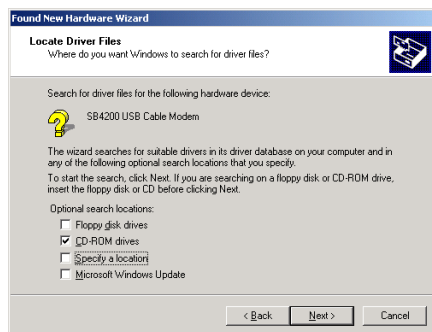 Found New Hardware Wizard
Locate Driver Files
Where do you want Windows to search for driver files?
Search for driver files for the following hardware device:
SB4200 USB Cable Modem
The wizard searches for suitable drivers in its driver database on your computer and in
any of the following optional search locations that you specify.
To start the search, click Next. If you are searching on a floppy disk or CD-ROM drive,
insert the floppy disk or CD before clicking Next.
Optional search locations:
Floppy disk drives
CD-ROM drives
Specify a location
Microsoft Windows Update
< Back Next > Cancel